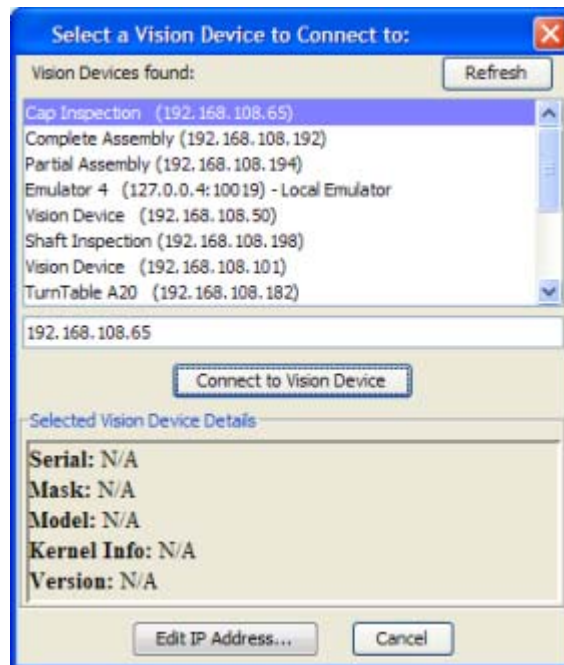 Select a Vision Device to Connect to:
Vision Devices found:
Refresh
Cap Inspection (192.168.108.65)
Complete Assembly (192.168.108.192)
Partial Assembly (192.168.108.194)
Emulator 4 (127.0.0.4:10019) - Local Emulator
Vision Device (192.168.108.50)
Shaft Inspection (192.168.108.198)
Vision Device (192.168.108.101)
TurnTable A20 (192.168.108.182)
192.168.108.65
Connect to Vision Device
Selected Vision Device Details
Serial: N/A
Mask: N/A
Model: N/A
Kernel Info: N/A
Version: N/A
Edit IP Address...
Cancel